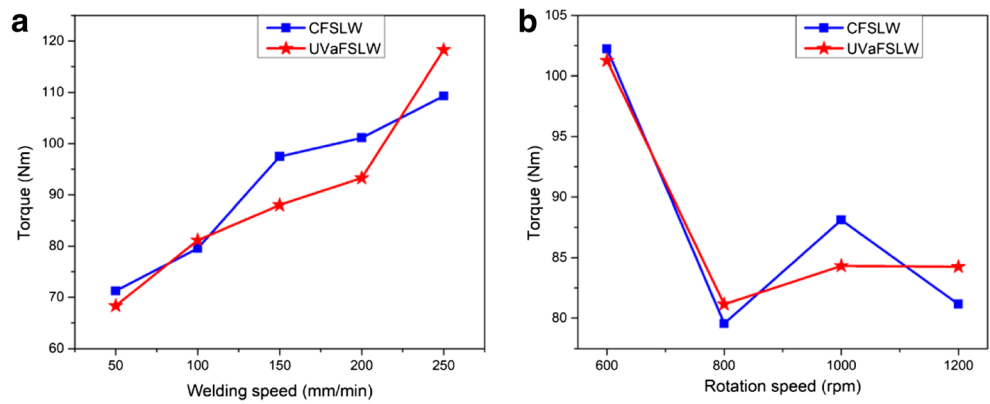 a
CFSLW
UVaFSLW
120
110
100
90
80
70
60
Torque (Nm)
50 100 150 200 250
Welding speed (mm/min)
b
CFSLW
UVaFSLW
105
100
95
90
85
80
Torque (Nm)
600 800 1000 1200
Rotation speed (rpm)